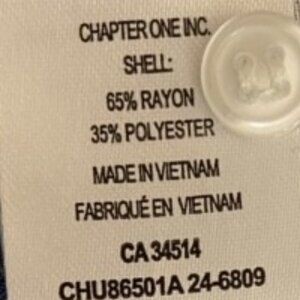 CHAPTER ONE INC.
SHELL:
65% RAYON
35% POLYESTER
MADE IN VIETNAM
FABRIQUÉ EN VIETNAM
CA 34514
CHU86501A 24-6809